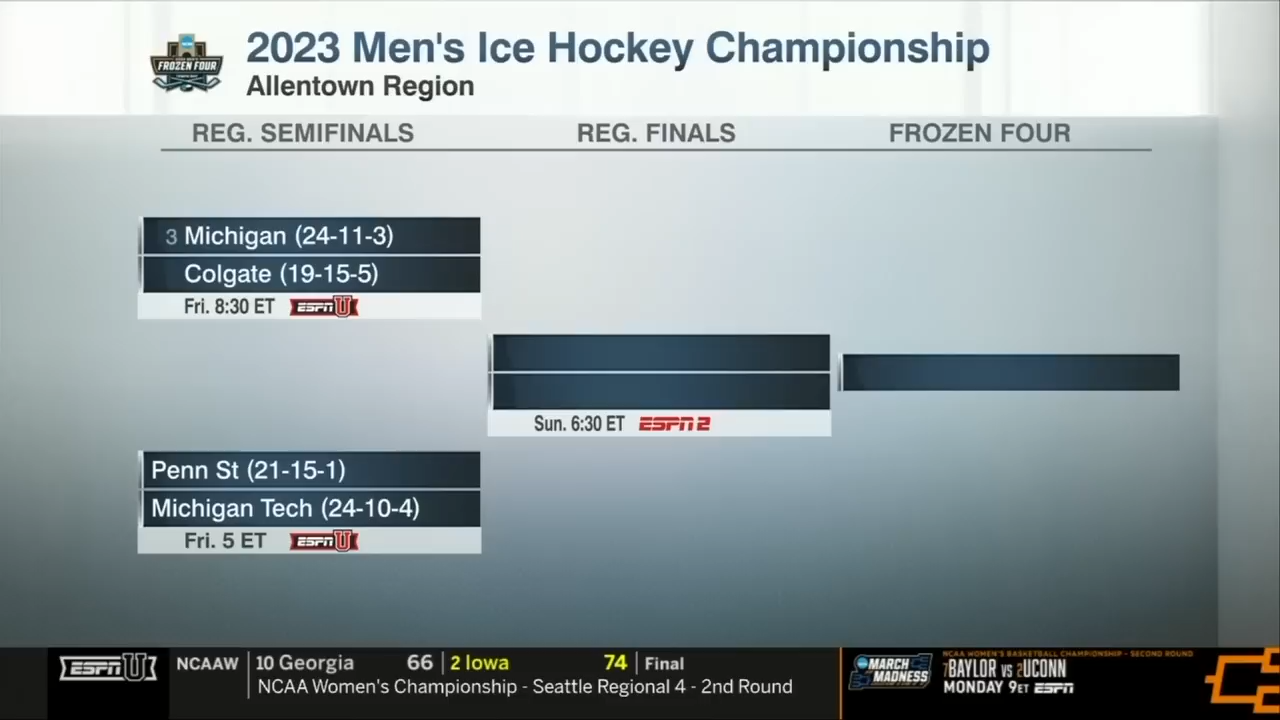 2023 Men's Ice Hockey Championship
Allentown Region
FROZEN FOUR
REG. SEMIFINALS
REG. FINALS
FROZEN FOUR
3 Michigan (24-11-3)
Colgate (19-15-5)
Fri. 8:30 ET ESPNU
Sun. 6:30 ET ESPN2
Penn St (21-15-1)
Michigan Tech (24-10-4)
Fri. 5 ET ESPNU
ESPNU
NCAAW
10 Georgia 66
2 Iowa 74
Final
NCAA Women's Championship - Seattle Regional 4 - 2nd Round
MARCH MADNESS
NCAA WOMEN'S BASKETBALL CHAMPIONSHIP - SECOND ROUND
7 BAYLOR VS 2 UCONN
MONDAY 9ET ESPN